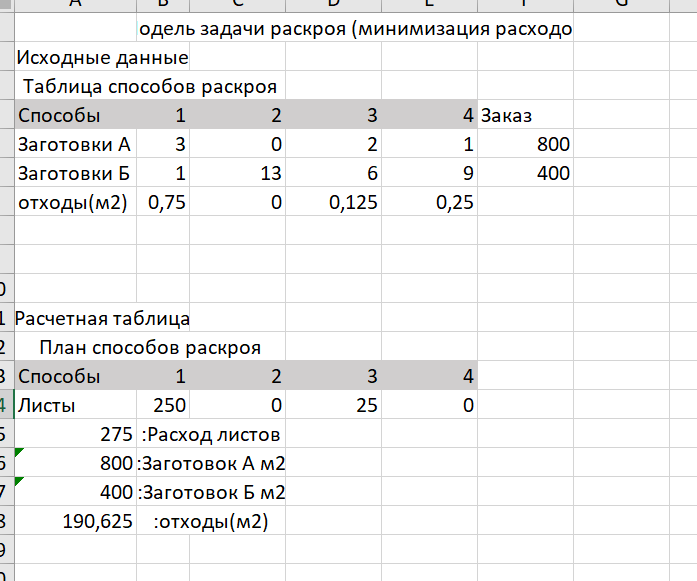 одель задачи раскроя (минимизация расходо
Исходные данные
Таблица способов раскроя
Способы 1 2 3 4 Заказ
Заготовки А 3 0 2 1 800
Заготовки Б 1 13 6 9 400
отходы(м2) 0,75 0 0,125 0,25
Расчетная таблица
План способов раскроя
Способы 1 2 3 4
Листы 250 0 25 0
275 :Расход листов
800 :Заготовок А м2
400 :Заготовок Б м2
190,625 :отходы(м2)